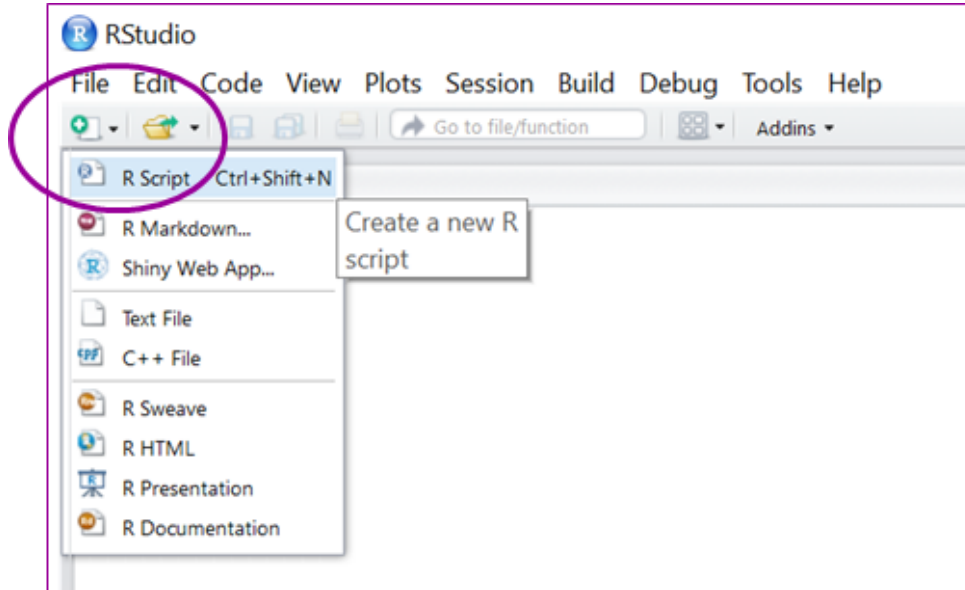 RStudio
File Edit Code View Plots Session Build Debug Tools Help
Go to file/function Addins
R Script Ctrl+Shift+N
Create a new R
script
R Markdown...
Shiny Web App...
Text File
C++ File
R Sweave
R HTML
R Presentation
R Documentation